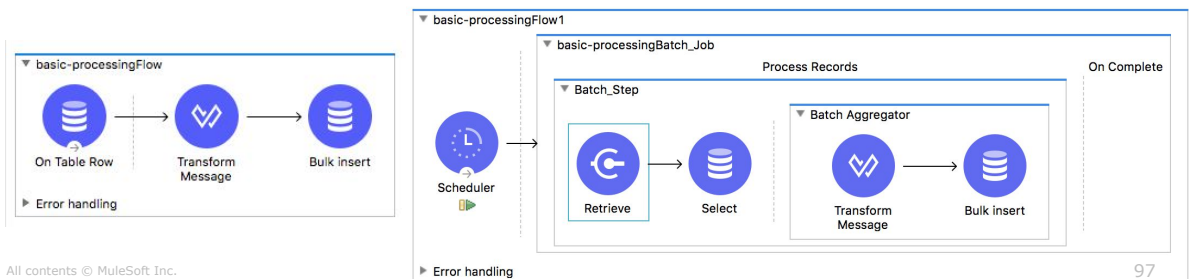 basic-processingFlow
On Table Row
Transform
Message
Bulk insert
Error handling
basic-processingFlow1
basic-processingBatch_Job
Process Records
On Complete
Batch_Step
Batch Aggregator
Scheduler
Retrieve
Select
Transform
Message
Bulk insert
Error handling
All contents © MuleSoft Inc.
97